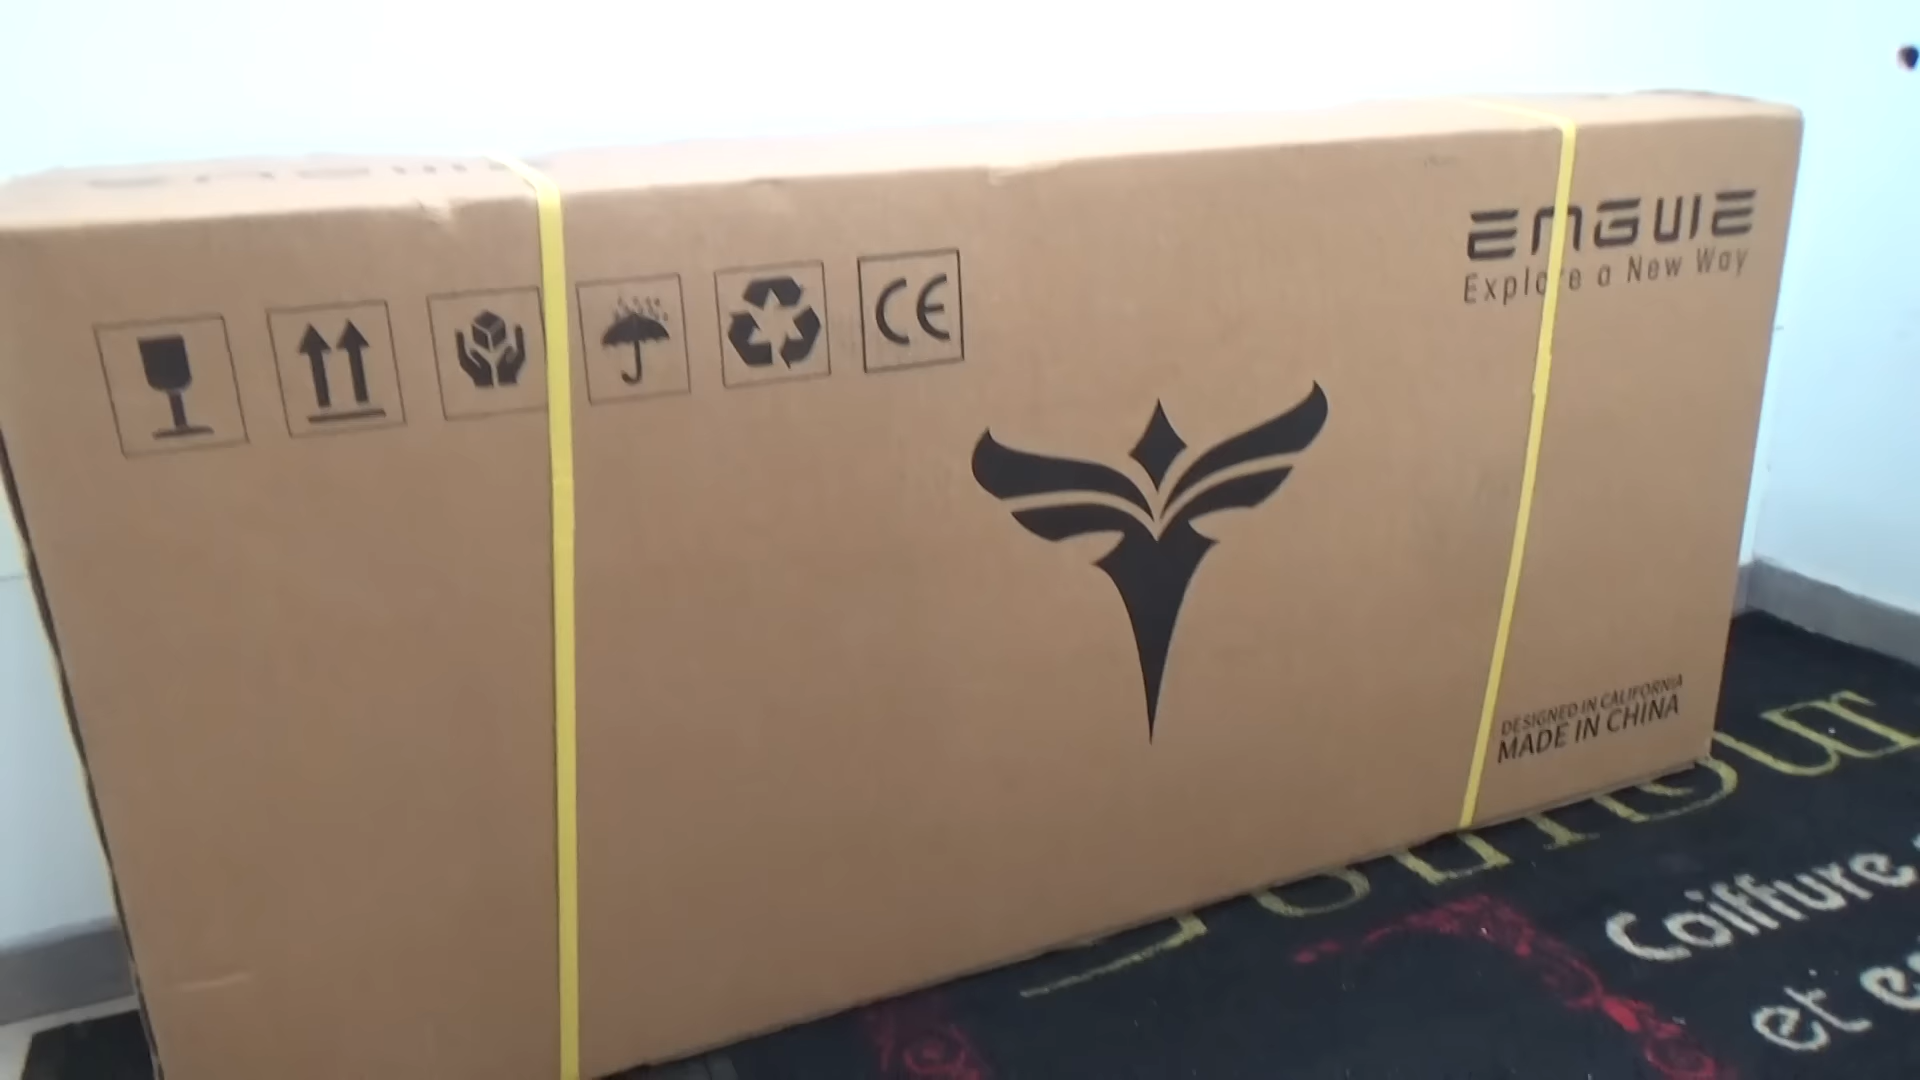 ENGWE
Explore a New Way
CE
DESIGNED IN CALIFORNIA
MADE IN CHINA
Coiffure
et